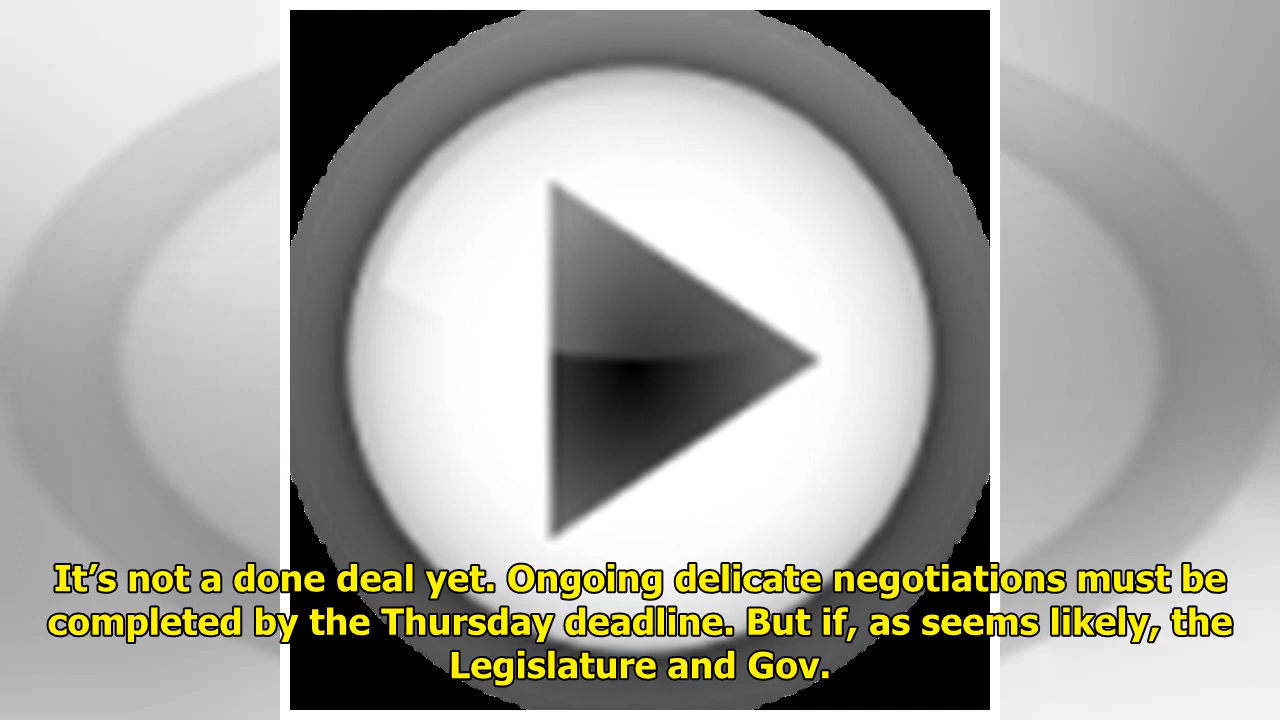 It’s not a done deal yet. Ongoing delicate negotiations must be
completed by the Thursday deadline. But if, as seems likely, the
Legislature and Gov.